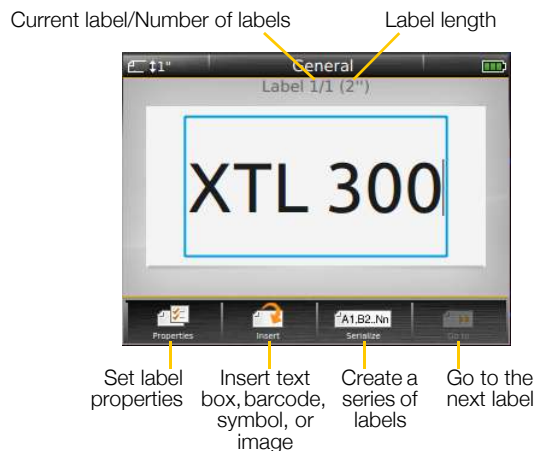 Current label/Number of labels Label length
1" General
Label 1/1 (2")
XTL 300
A1,B2..Nn
Properties Insert Serialize Go to
Set label Insert text Create a Go to the
properties box, barcode, series of next label
symbol, or labels
image